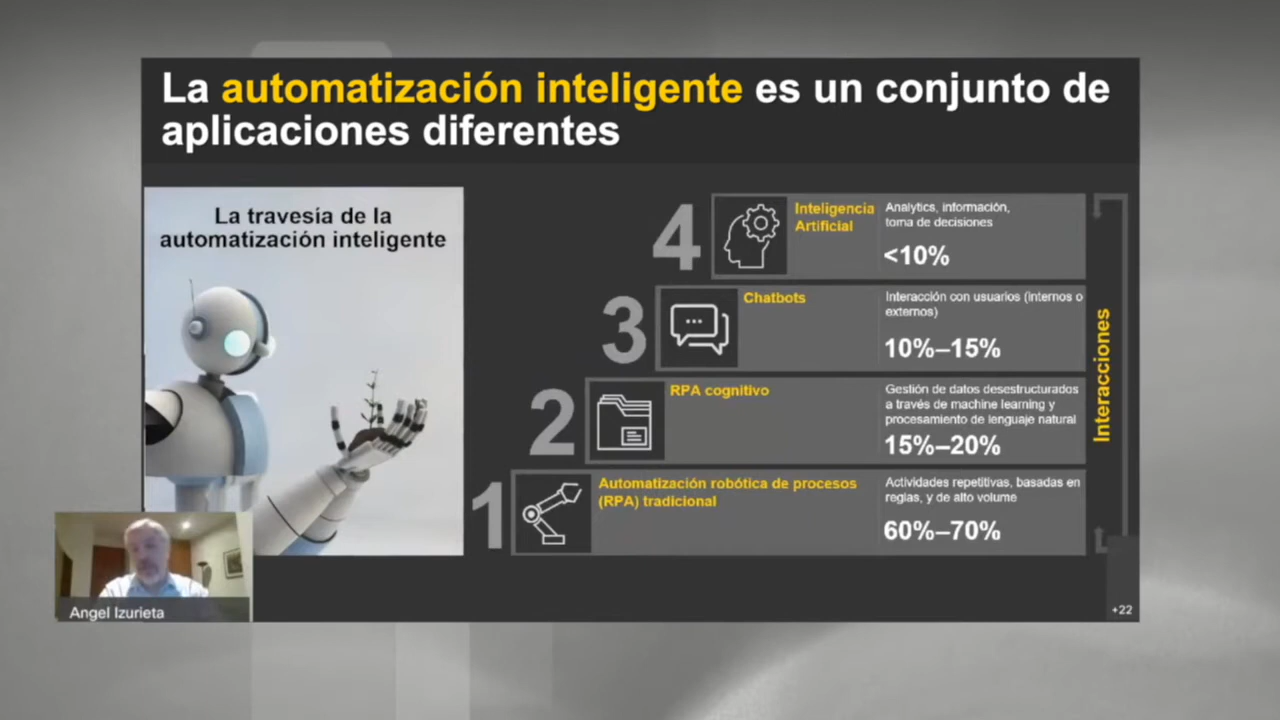 La automatización inteligente es un conjunto de
aplicaciones diferentes
La travesía de la
automatización inteligente
4
Inteligencia
Artificial
Analytics, información,
toma de decisiones
<10%
3
Chatbots
Interacción con usuarios (internos o
externos)
10%–15%
2
RPA cognitivo
Gestión de datos desestructurados
a través de machine learning y
procesamiento de lenguaje natural
15%–20%
1
Automatización robótica de procesos
(RPA) tradicional
Actividades repetitivas, basadas en
reglas, y de alto volume
60%–70%
Interacciones
Angel Izurieta
+22